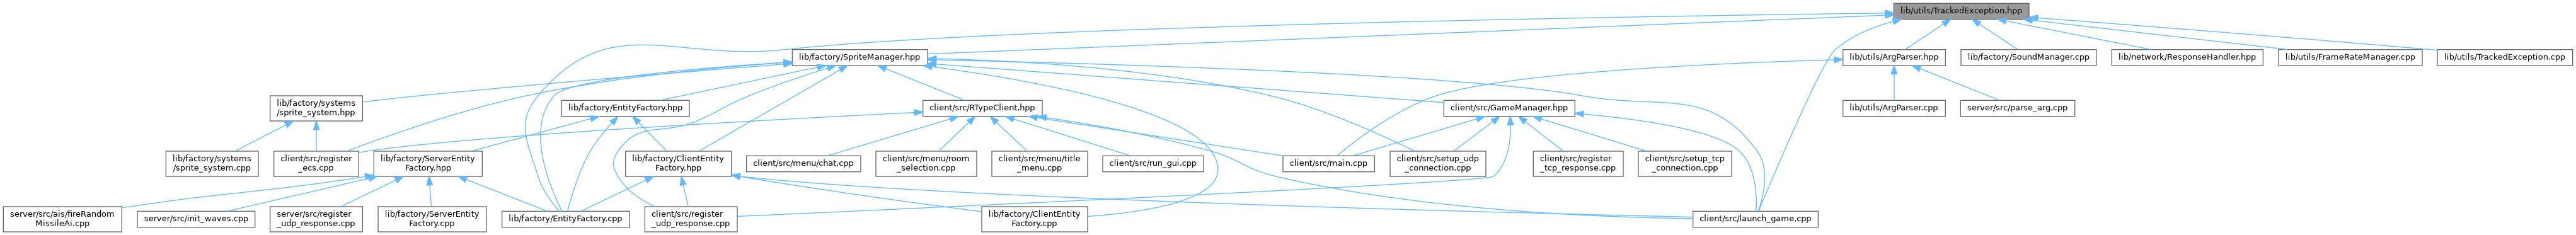 lib/utils/TrackedException.hpp
lib/factory/SpriteManager.hpp
lib/utils/ArgParser.hpp
lib/factory/SoundManager.cpp
lib/network/ResponseHandler.hpp
lib/utils/FrameRateManager.cpp
lib/utils/TrackedException.cpp
lib/factory/systems
/sprite_system.hpp
lib/factory/EntityFactory.hpp
client/src/RTypeClient.hpp
client/src/GameManager.hpp
lib/utils/ArgParser.cpp
server/src/parse_arg.cpp
lib/factory/systems
/sprite_system.cpp
client/src/register
_ecs.cpp
lib/factory/ServerEntity
Factory.hpp
lib/factory/ClientEntity
Factory.hpp
client/src/menu/chat.cpp
client/src/menu/room
_selection.cpp
client/src/menu/title
_menu.cpp
client/src/run_gui.cpp
client/src/main.cpp
client/src/setup_udp
_connection.cpp
client/src/register
_tcp_response.cpp
client/src/setup_tcp
_connection.cpp
server/src/ais/fireRandom
MissileAi.cpp
server/src/init_waves.cpp
server/src/register
_udp_response.cpp
lib/factory/ServerEntity
Factory.cpp
lib/factory/EntityFactory.cpp
client/src/register
_udp_response.cpp
lib/factory/ClientEntity
Factory.cpp
client/src/launch_game.cpp